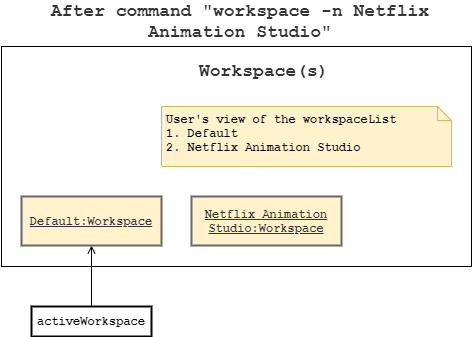 After command "workspace -n Netflix
Animation Studio"
Workspace(s)
User's view of the workspaceList
1. Default
2. Netflix Animation Studio
Default:Workspace
Netflix Animation
Studio:Workspace
activeWorkspace